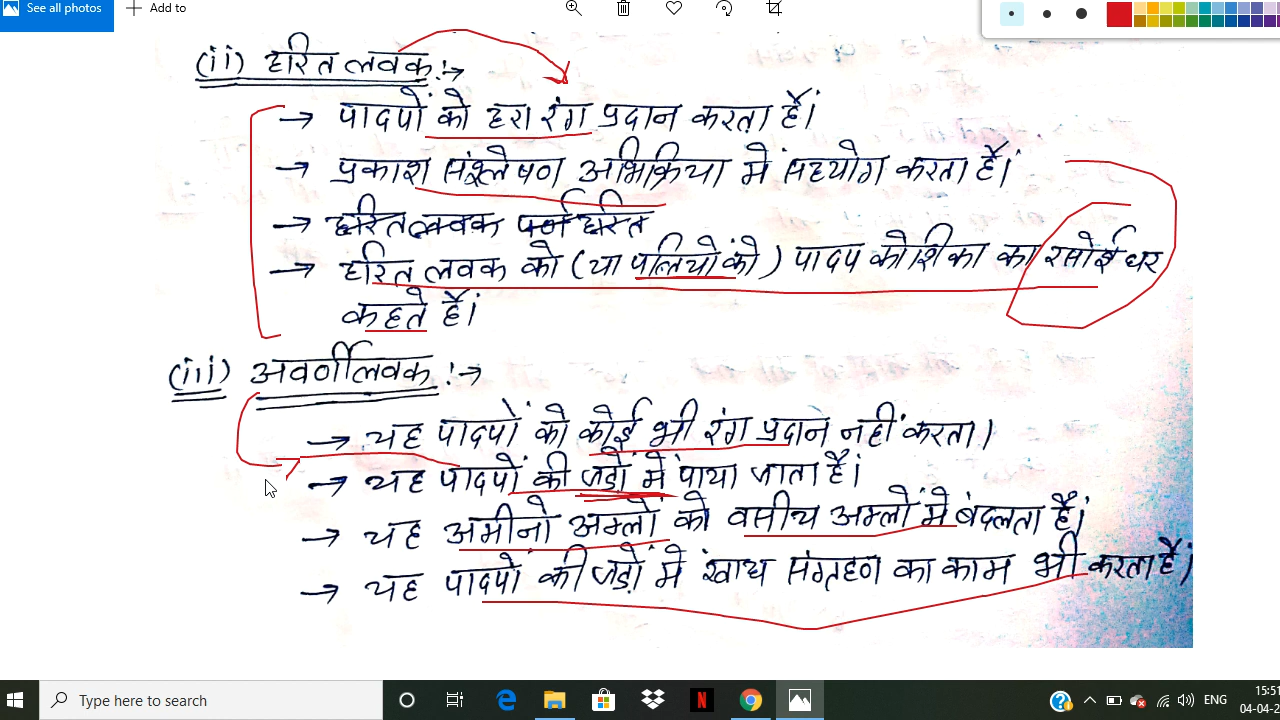 See all photos + Add to
(ii) हरित लवक :→
→ पादपों को हरा रंग प्रदान करता हैं।
→ प्रकाश संश्लेषण अभिक्रिया में सहयोग करता हैं।
→ हरित लवक पर्ण हरित
→ हरित लवक को (या पत्तियो को) पादप कोशिका का रसोई घर
कहते हैं।
(iii) अवर्णीलवक :→
→ यह पादपों को कोई भी रंग प्रदान नहीं करता।
→ यह पादपों की जड़ों में पाया जाता हैं।
→ यह अमीनो अम्लों को वसीय अम्लों में बदलता हैं।
→ यह पादपों की जड़ों में खाद्य संग्रहण का काम भी करता हैं।
Type here to search
ENG
15:51
04-04-2